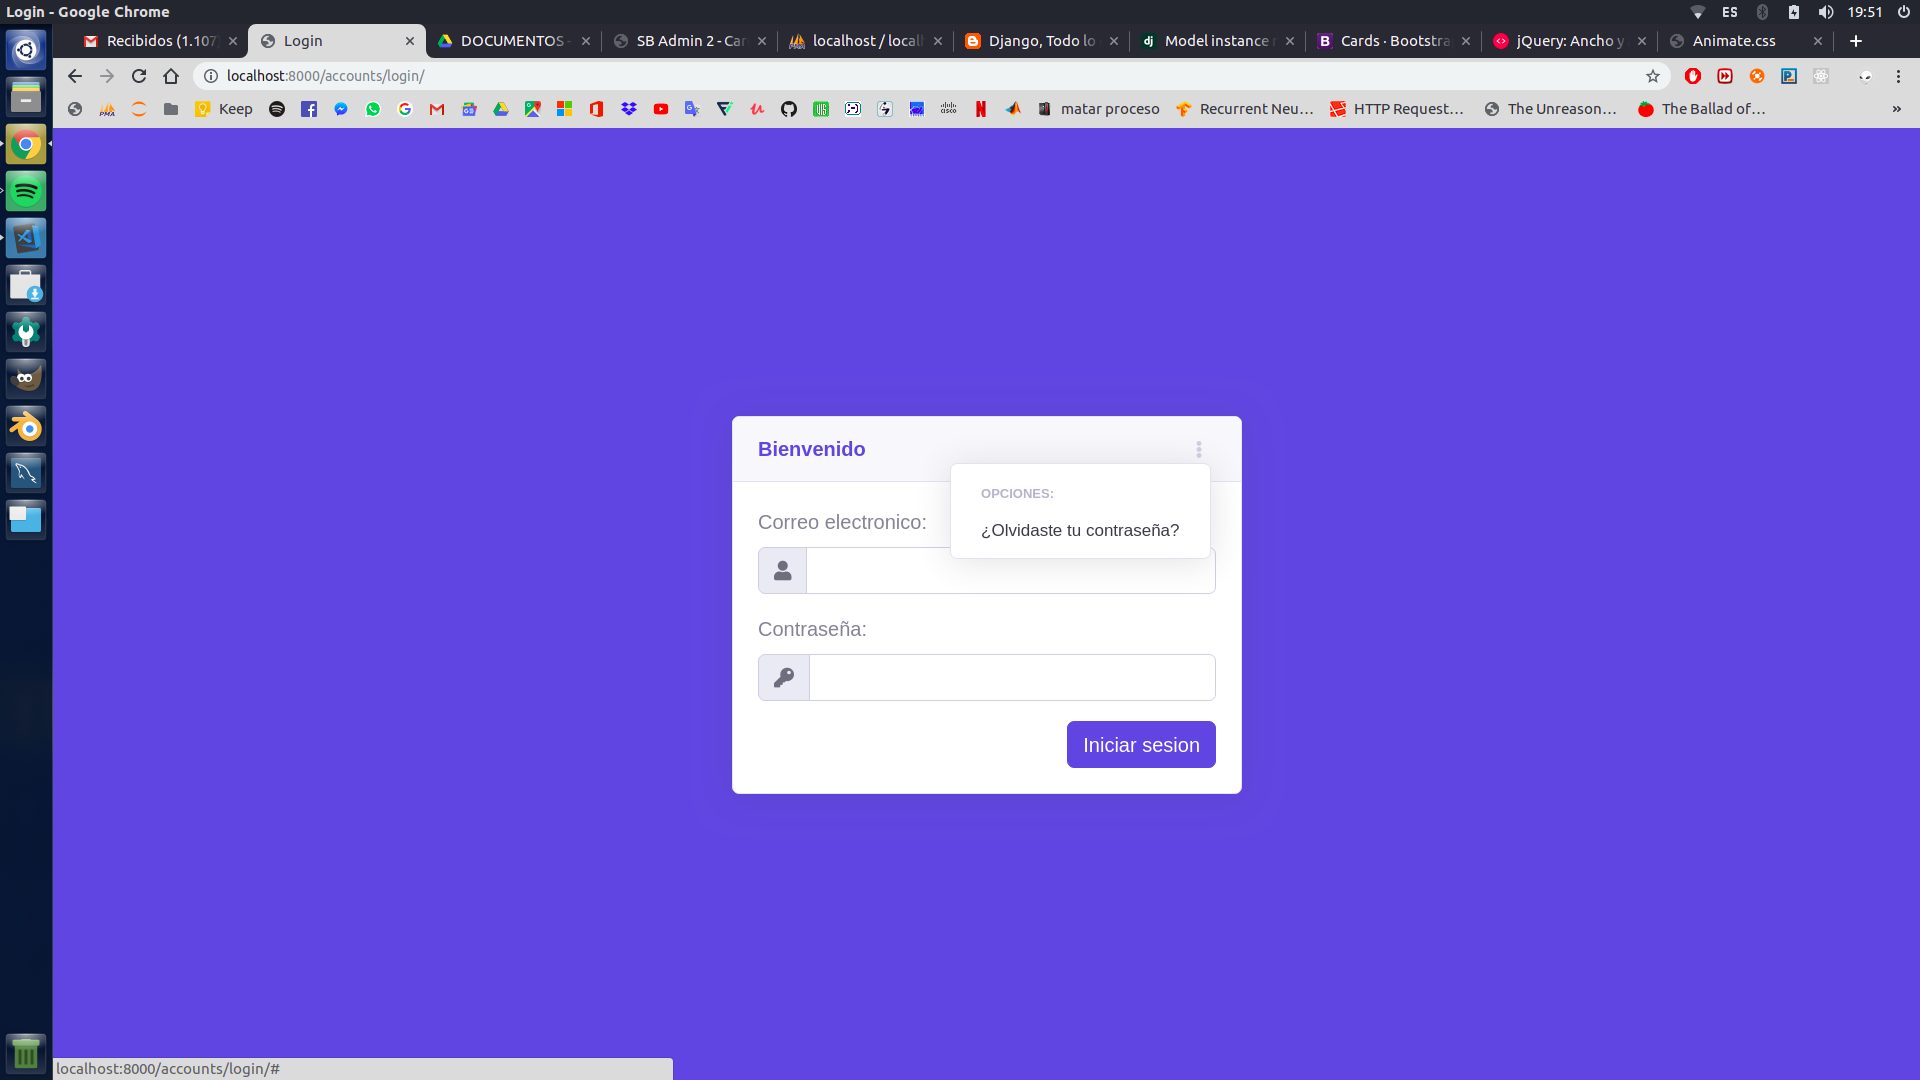 Login - Google Chrome
ES
19:51
Recibidos (1.107
Login
DOCUMENTOS -
SB Admin 2 - Car
localhost / locall
Django, Todo lo
Model instance
Cards · Bootstra
jQuery: Ancho y
Animate.css
localhost:8000/accounts/login/
PMA
Keep
matar proceso
Recurrent Neu…
HTTP Request…
The Unreason…
The Ballad of…
»
Bienvenido
OPCIONES:
¿Olvidaste tu contraseña?
Correo electronico:
Contraseña:
Iniciar sesion
localhost:8000/accounts/login/#